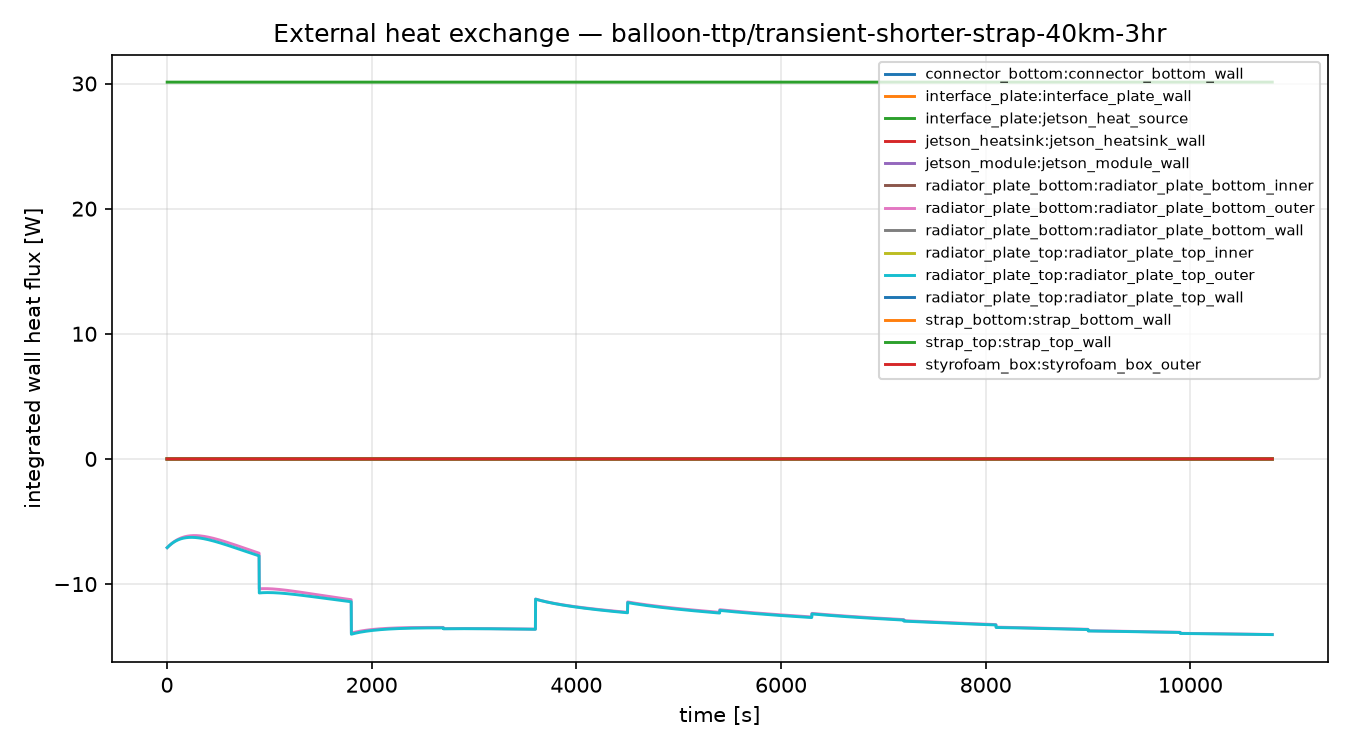 External heat exchange — balloon-ttp/transient-shorter-strap-40km-3hr
integrated wall heat flux [W]
30
20
10
0
−10
connector_bottom:connector_bottom_wall
interface_plate:interface_plate_wall
interface_plate:jetson_heat_source
jetson_heatsink:jetson_heatsink_wall
jetson_module:jetson_module_wall
radiator_plate_bottom:radiator_plate_bottom_inner
radiator_plate_bottom:radiator_plate_bottom_outer
radiator_plate_bottom:radiator_plate_bottom_wall
radiator_plate_top:radiator_plate_top_inner
radiator_plate_top:radiator_plate_top_outer
radiator_plate_top:radiator_plate_top_wall
strap_bottom:strap_bottom_wall
strap_top:strap_top_wall
styrofoam_box:styrofoam_box_outer
0
2000
4000
6000
8000
10000
time [s]